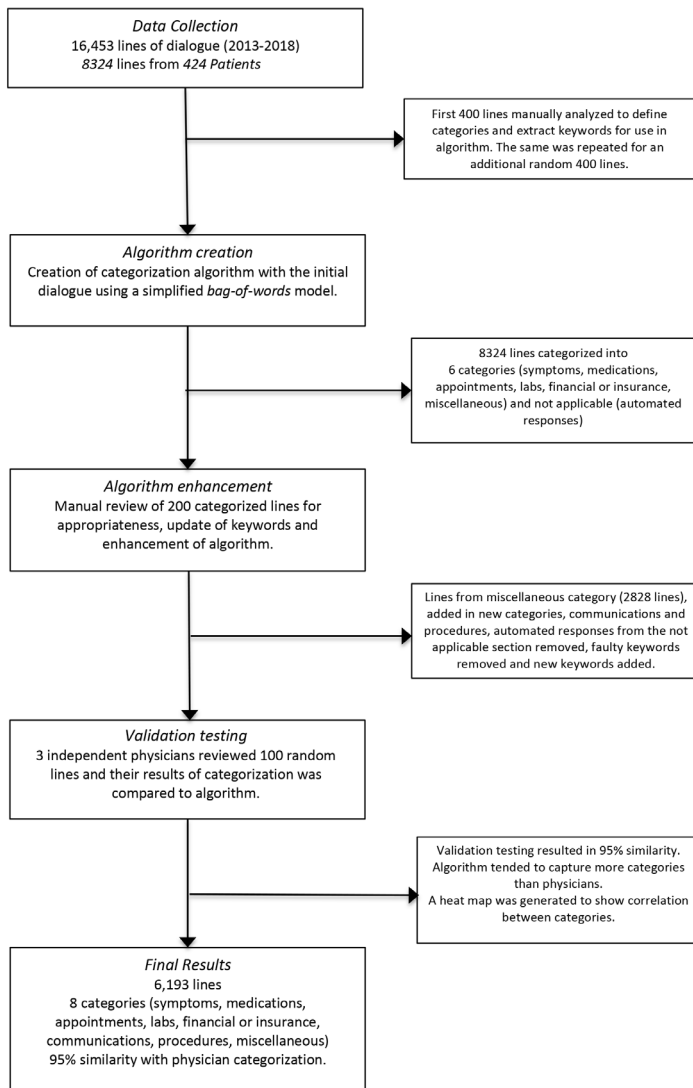 Data Collection
16,453 lines of dialogue (2013-2018)
8324 lines from 424 Patients
First 400 lines manually analyzed to define
categories and extract keywords for use in
algorithm. The same was repeated for an
additional random 400 lines.
Algorithm creation
Creation of categorization algorithm with the initial
dialogue using a simplified bag-of-words model.
8324 lines categorized into
6 categories (symptoms, medications,
appointments, labs, financial or insurance,
miscellaneous) and not applicable (automated
responses)
Algorithm enhancement
Manual review of 200 categorized lines for
appropriateness, update of keywords and
enhancement of algorithm.
Lines from miscellaneous category (2828 lines),
added in new categories, communications and
procedures, automated responses from the not
applicable section removed, faulty keywords
removed and new keywords added.
Validation testing
3 independent physicians reviewed 100 random
lines and their results of categorization was
compared to algorithm.
Validation testing resulted in 95% similarity.
Algorithm tended to capture more categories
than physicians.
A heat map was generated to show correlation
between categories.
Final Results
6,193 lines
8 categories (symptoms, medications,
appointments, labs, financial or insurance,
communications, procedures, miscellaneous)
95% similarity with physician categorization.